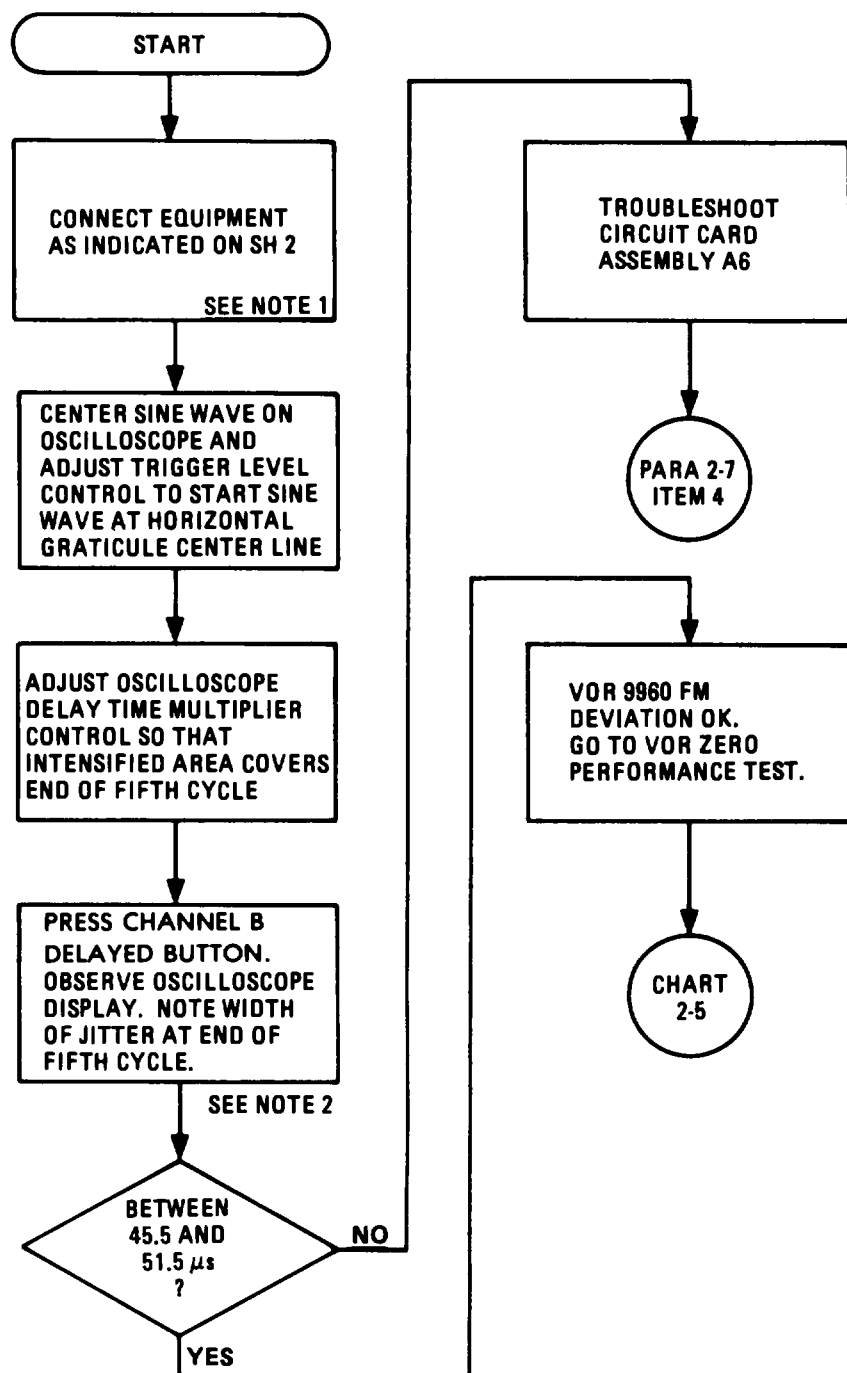 START
CONNECT EQUIPMENT
AS INDICATED ON SH 2
SEE NOTE 1
CENTER SINE WAVE ON
OSCILLOSCOPE AND
ADJUST TRIGGER LEVEL
CONTROL TO START SINE
WAVE AT HORIZONTAL
GRATICULE CENTER LINE
ADJUST OSCILLOSCOPE
DELAY TIME MULTIPLIER
CONTROL SO THAT
INTENSIFIED AREA COVERS
END OF FIFTH CYCLE
PRESS CHANNEL B
DELAYED BUTTON.
OBSERVE OSCILLOSCOPE
DISPLAY. NOTE WIDTH
OF JITTER AT END OF
FIFTH CYCLE.
SEE NOTE 2
BETWEEN
45.5 AND
51.5 μs
?
NO
YES
TROUBLESHOOT
CIRCUIT CARD
ASSEMBLY A6
PARA 2-7
ITEM 4
VOR 9960 FM
DEVIATION OK.
GO TO VOR ZERO
PERFORMANCE TEST.
CHART
2-5